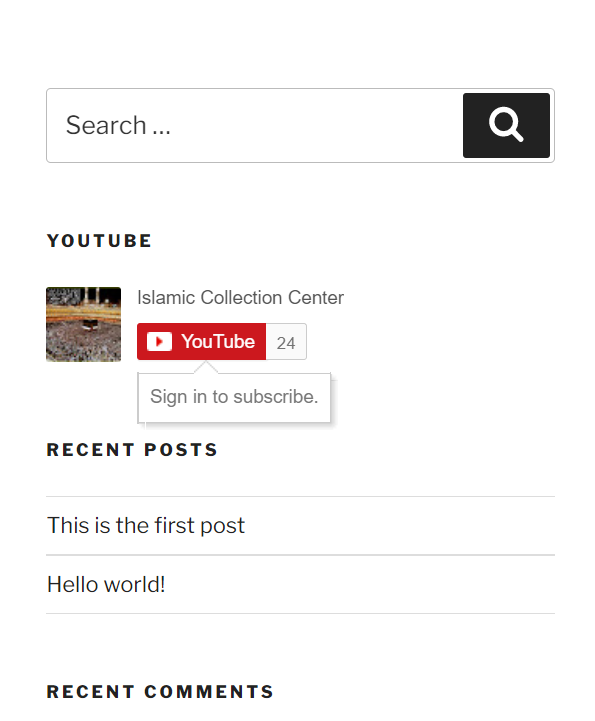 Search …
YOUTUBE
Islamic Collection Center
YouTube 24
Sign in to subscribe.
RECENT POSTS
This is the first post
Hello world!
RECENT COMMENTS